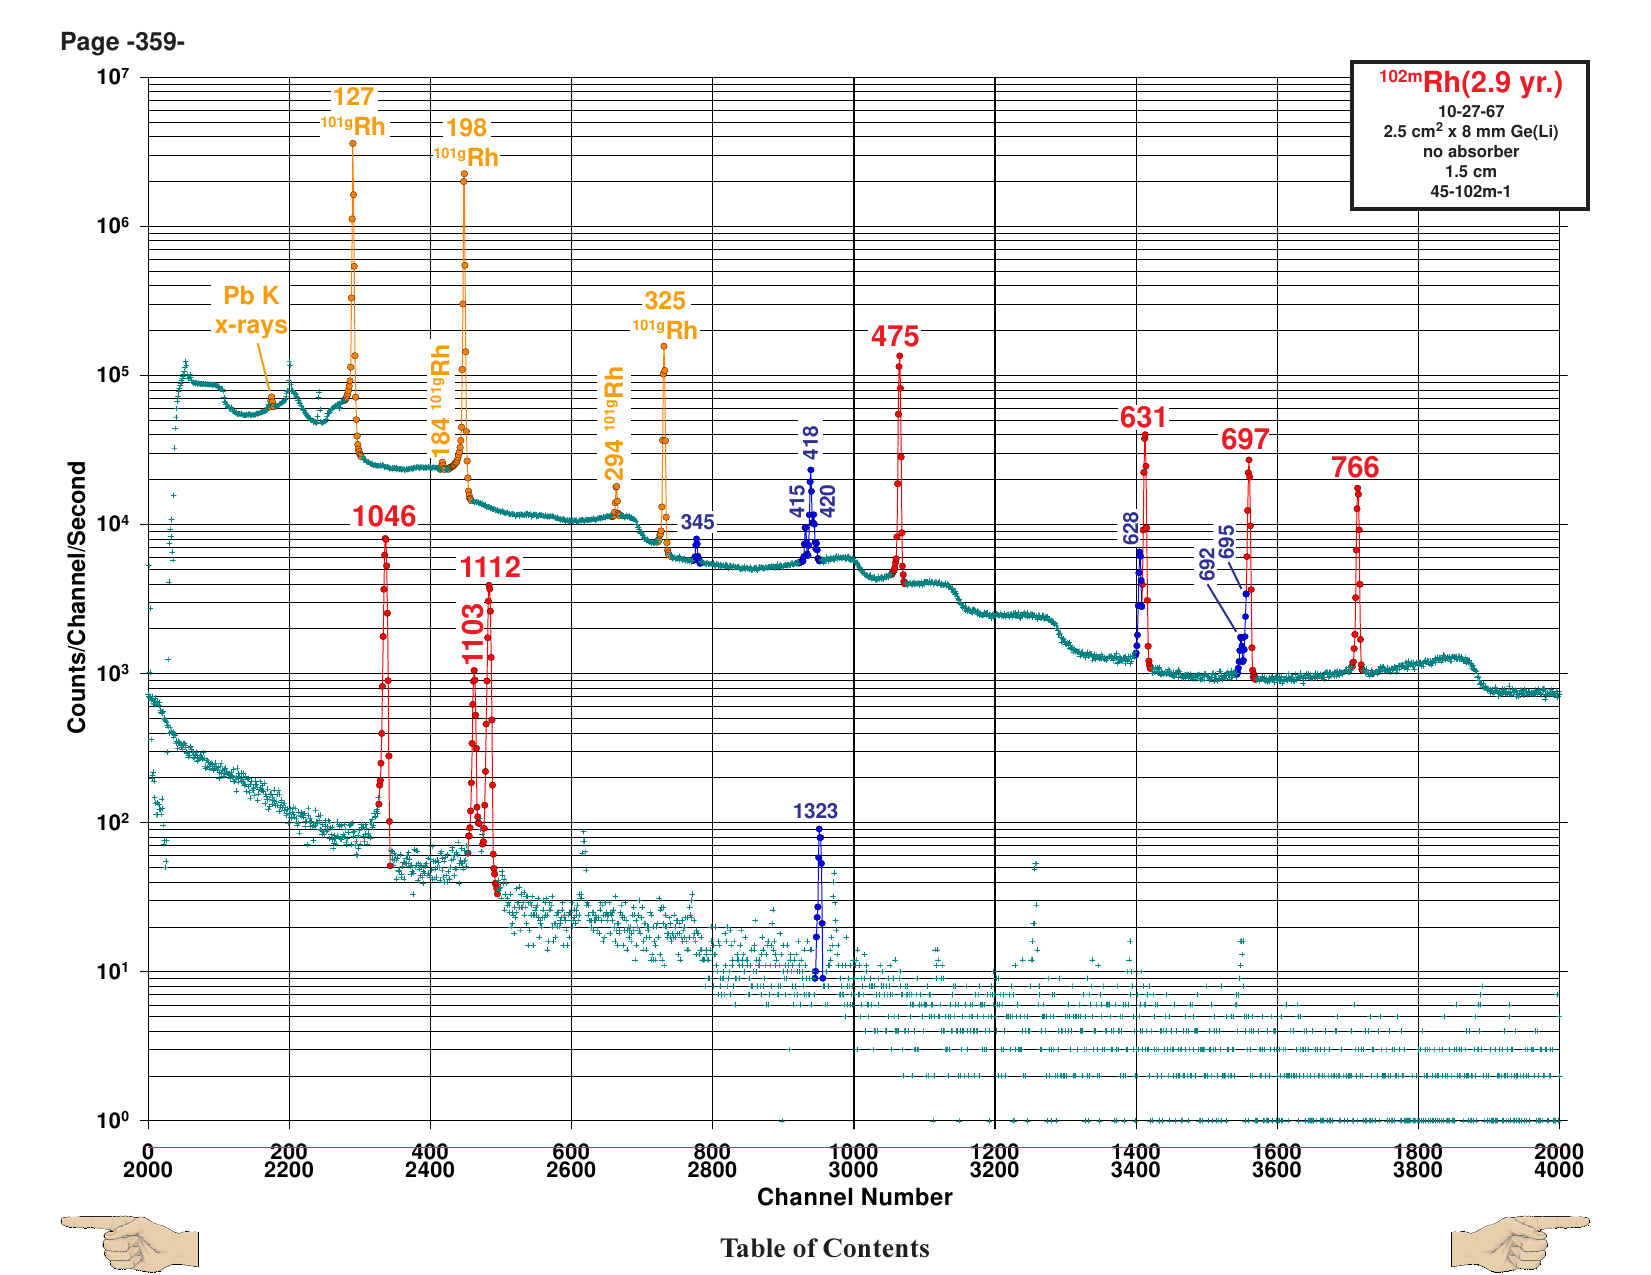 Page -359-
102mRh(2.9 yr.)
10-27-67
2.5 cm2 x 8 mm Ge(Li)
no absorber
1.5 cm
45-102m-1
10⁷
10⁶
10⁵
10⁴
10³
10²
10¹
10⁰
Counts/Channel/Second
127
101gRh
198
101gRh
Pb K
x-rays
184 101gRh
294 101gRh
325
101gRh
345
415
418
420
475
628
631
692
695
697
766
1046
1103
1112
1323
0 200 400 600 800 1000 1200 1400 1600 1800 2000
2000 2200 2400 2600 2800 3000 3200 3400 3600 3800 4000
Channel Number
Table of Contents